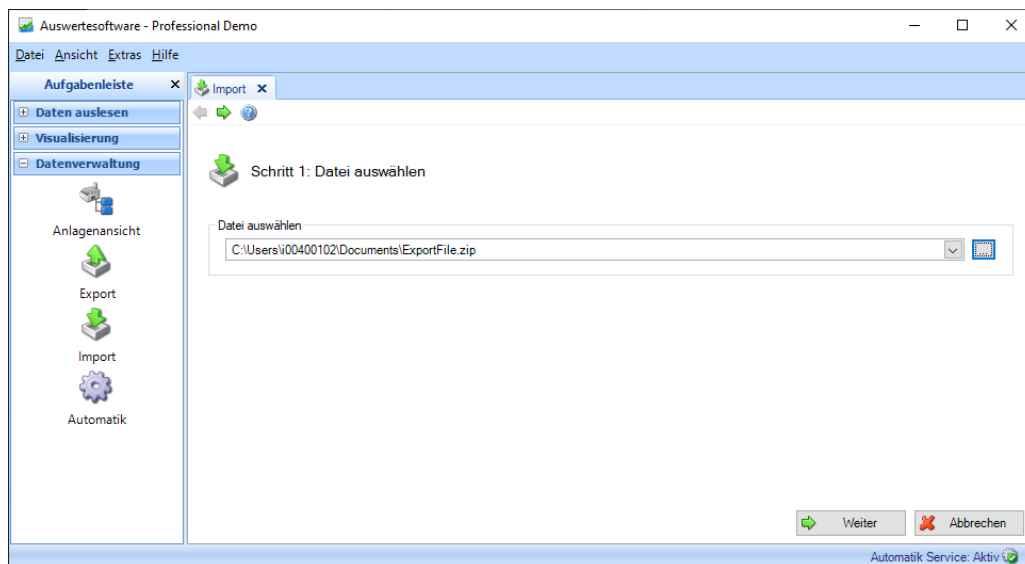 Auswertesoftware - Professional Demo
Datei Ansicht Extras Hilfe
Aufgabenleiste
Import
Daten auslesen
Visualisierung
Datenverwaltung
Schritt 1: Datei auswählen
Anlagenansicht
Datei auswählen
C:\Users\i00400102\Documents\ExportFile.zip
Export
Import
Automatik
Weiter
Abbrechen
Automatik Service: Aktiv